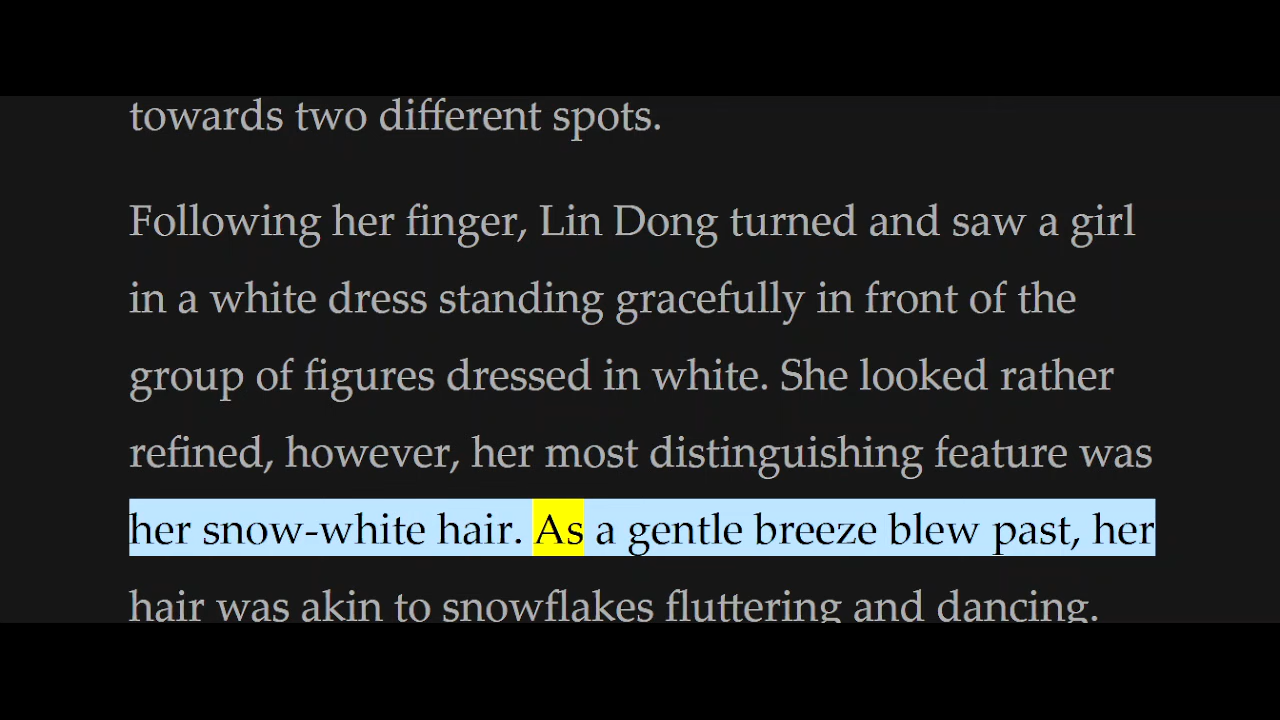 towards two different spots.
Following her finger, Lin Dong turned and saw a girl
in a white dress standing gracefully in front of the
group of figures dressed in white. She looked rather
refined, however, her most distinguishing feature was
her snow-white hair. As a gentle breeze blew past, her
hair was akin to snowflakes fluttering and dancing.